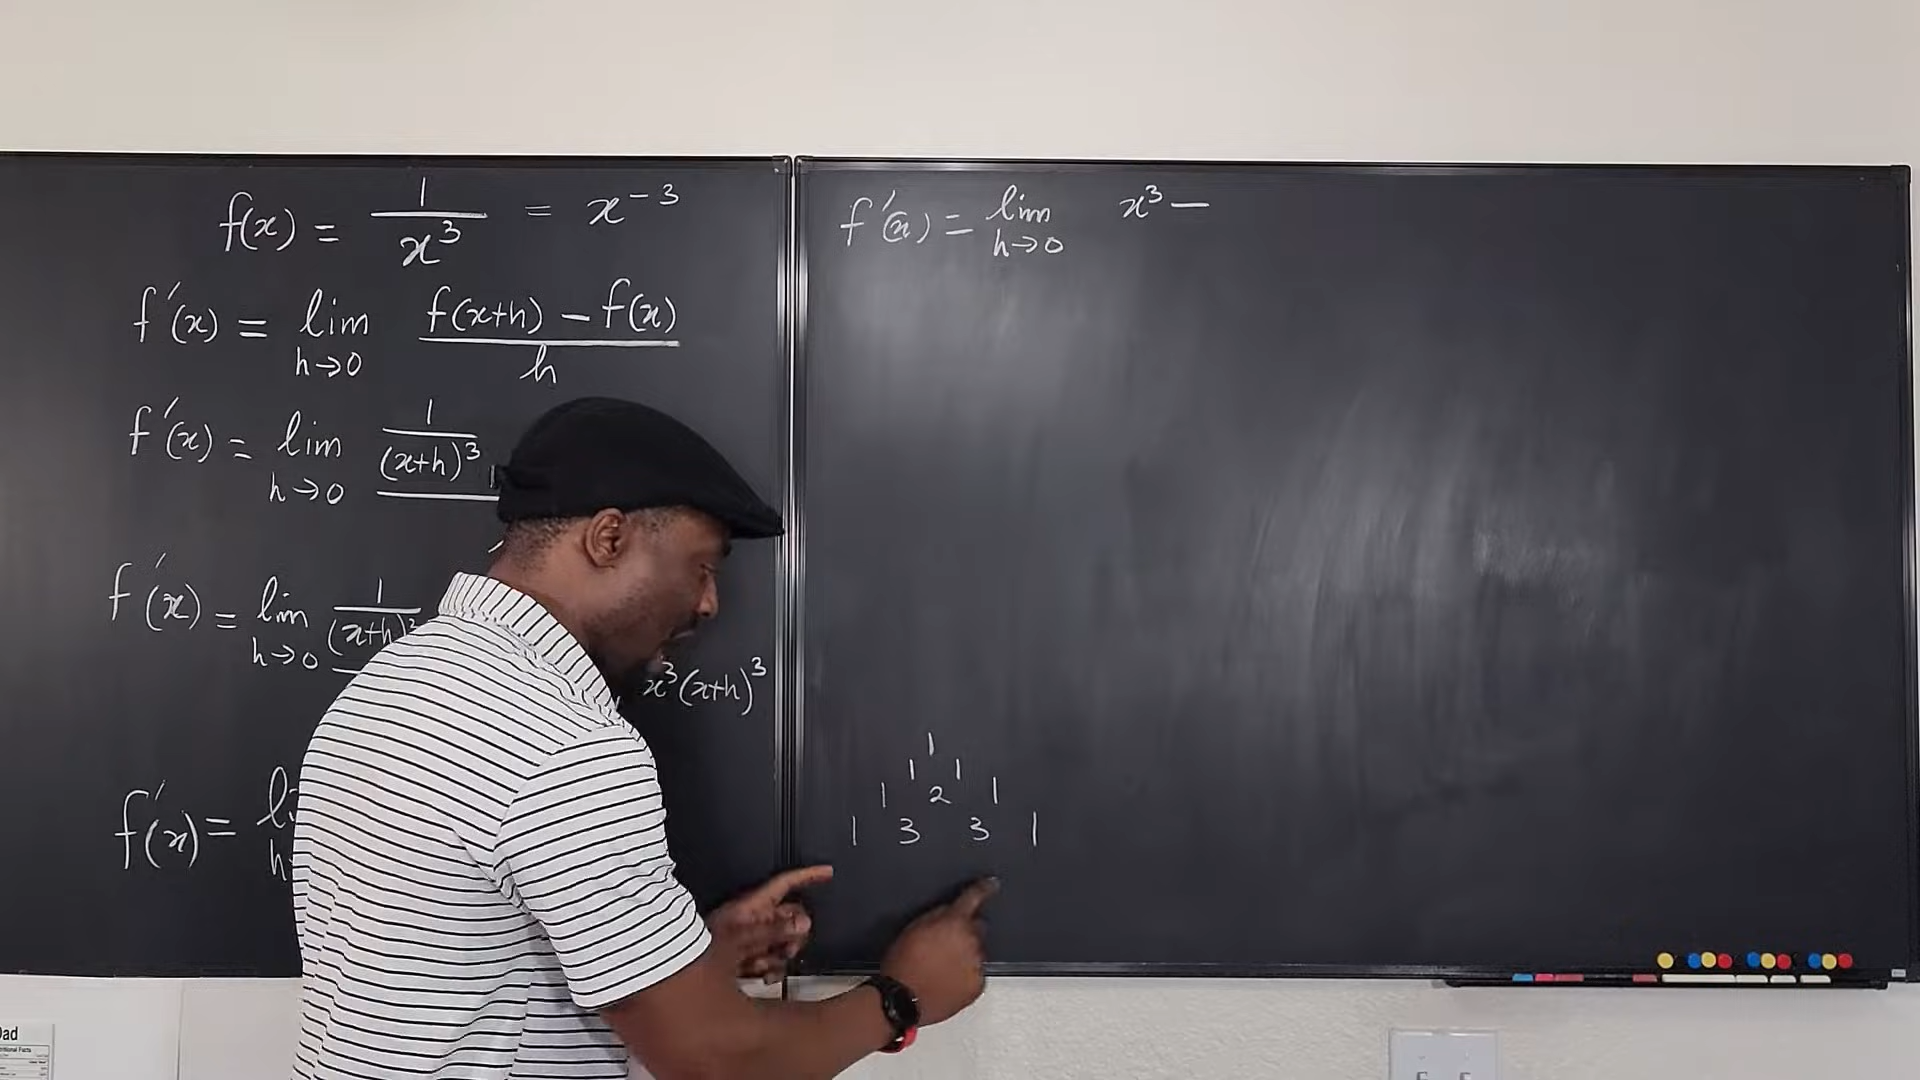 f(x) = 1/x³ = x⁻³
f'(x) = lim h→0 f(x+h) − f(x) / h
f'(x) = lim h→0 1/(x+h)³
f'(x) = lim h→0 1/(x+h)³
x³(x+h)³
f'(x) =
f'(x) = lim h→0 x³ −
1
1 1
1 2 1
1 3 3 1